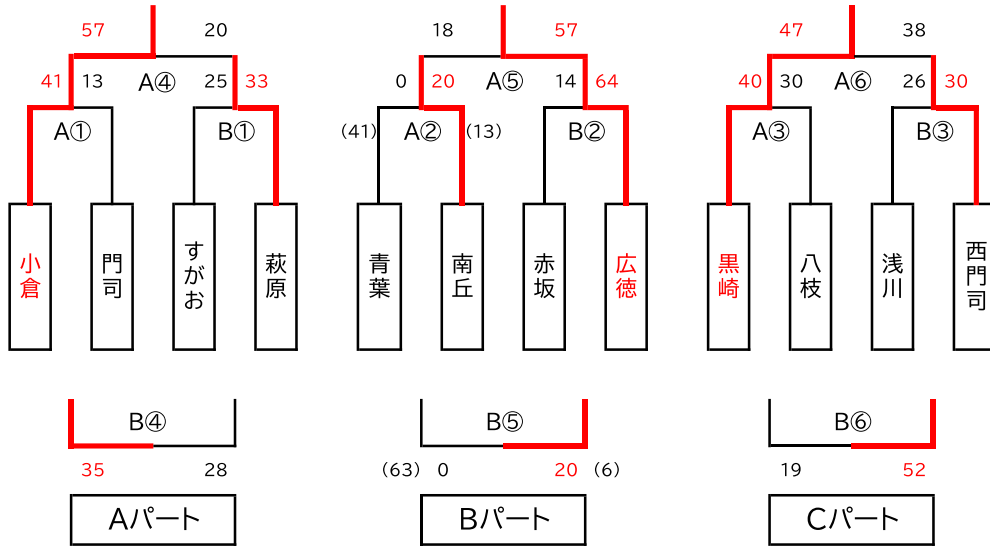 57 20 18 57 47 38
41 13 A④ 25 33 0 20 A⑤ 14 64 40 30 A⑥ 26 30
A① B① (41) A② (13) B② A③ B③
小倉 門司 すがお 萩原 青葉 南丘 赤坂 広徳 黒崎 八枝 浅川 西門司
B④ B⑤ B⑥
35 28 (63) 0 20 (6) 19 52
Aパート Bパート Cパート